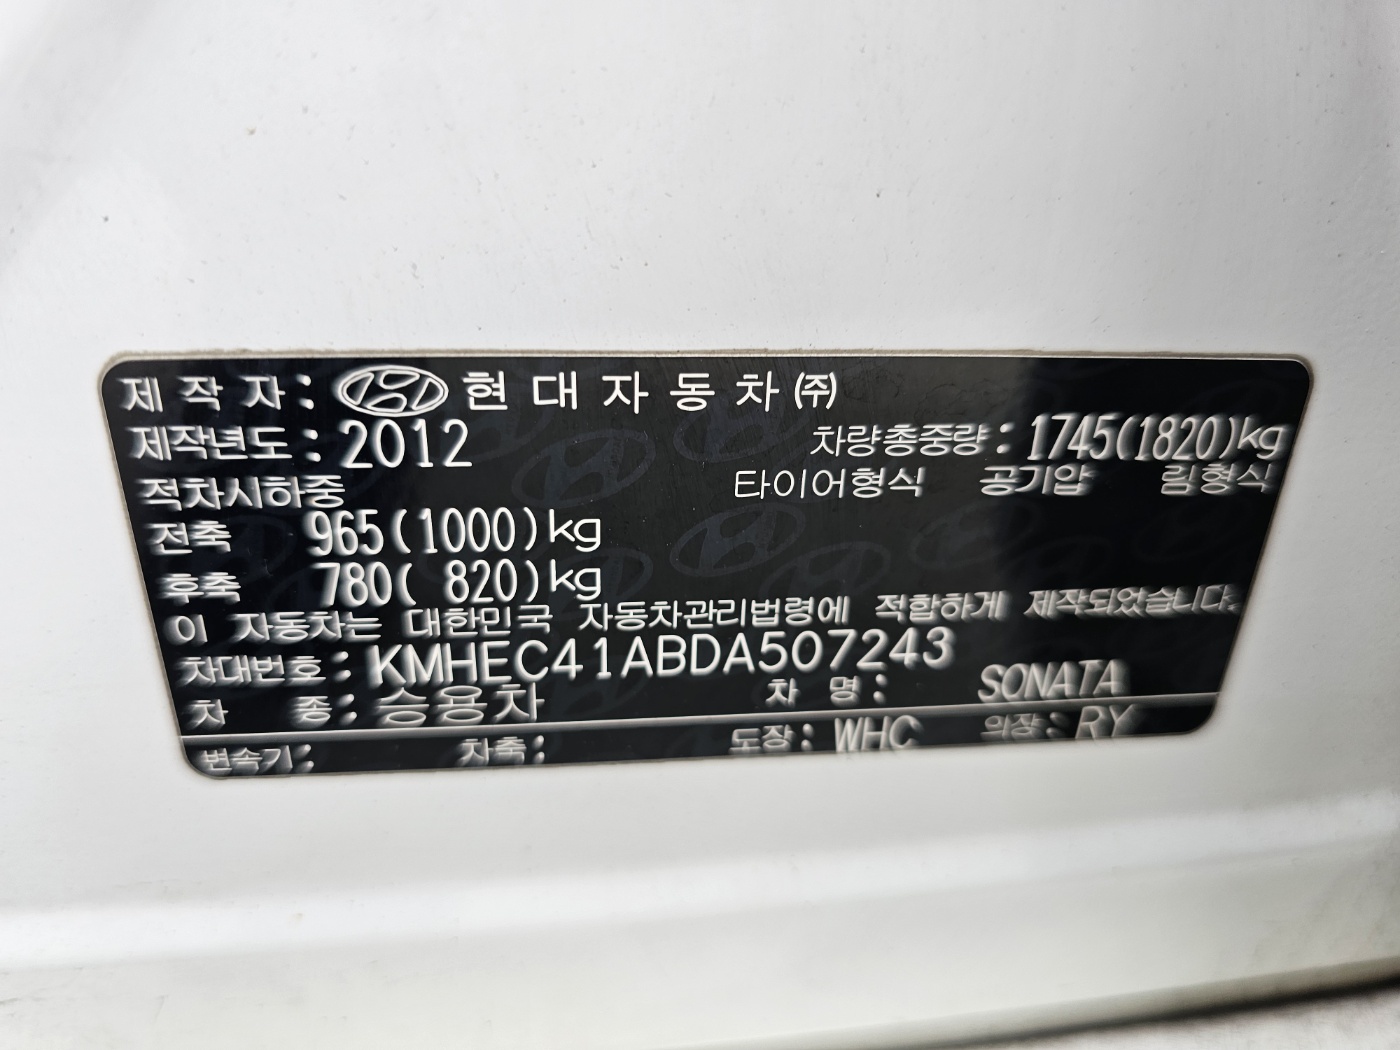 제 작 자 : 현 대 자 동 차 ㈜
제작년도 : 2012 차량총중량 : 1745(1820)kg
적차시하중 타이어형식 공기압 림형식
전축 965(1000)kg
후축 780( 820)kg
이 자동차는 대한민국 자동차관리법령에 적합하게 제작되었습니다.
차대번호 : KMHEC41ABDA507243
차 종 : 승용차 차 명 : SONATA
변속기 : 차축 : 도장 : WHC 의장 : RY